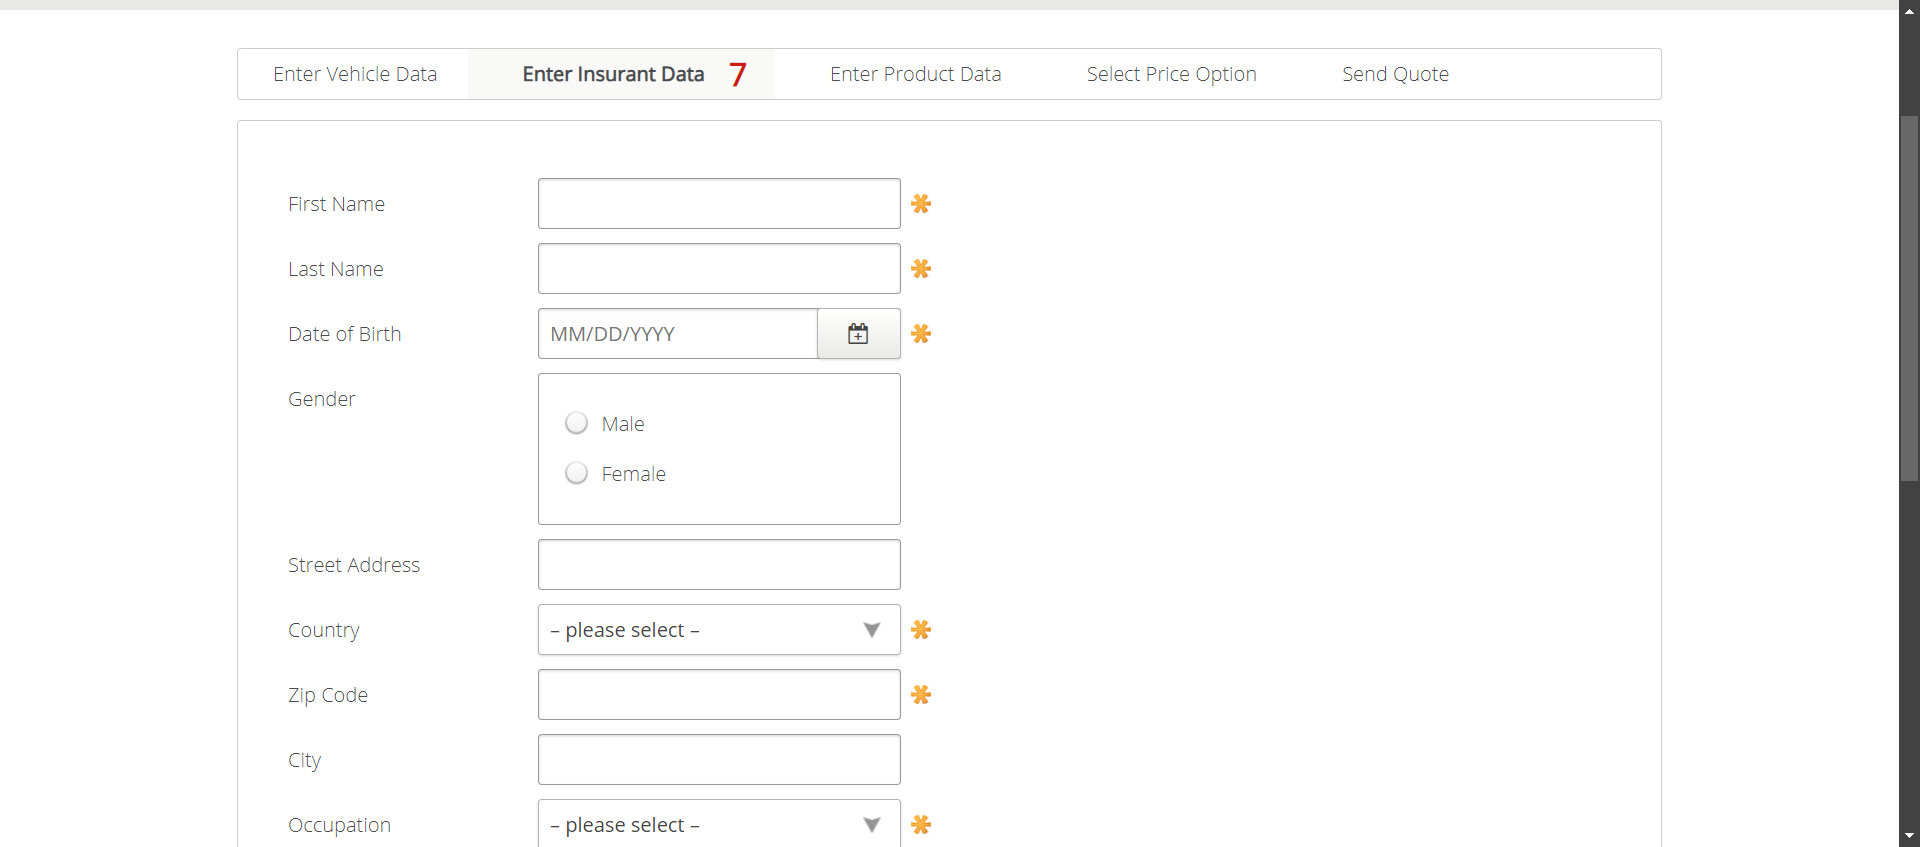 Enter Vehicle Data Enter Insurant Data 7 Enter Product Data Select Price Option Send Quote
First Name
Last Name
Date of Birth MM/DD/YYYY
Gender
Male
Female
Street Address
Country – please select –
Zip Code
City
Occupation – please select –